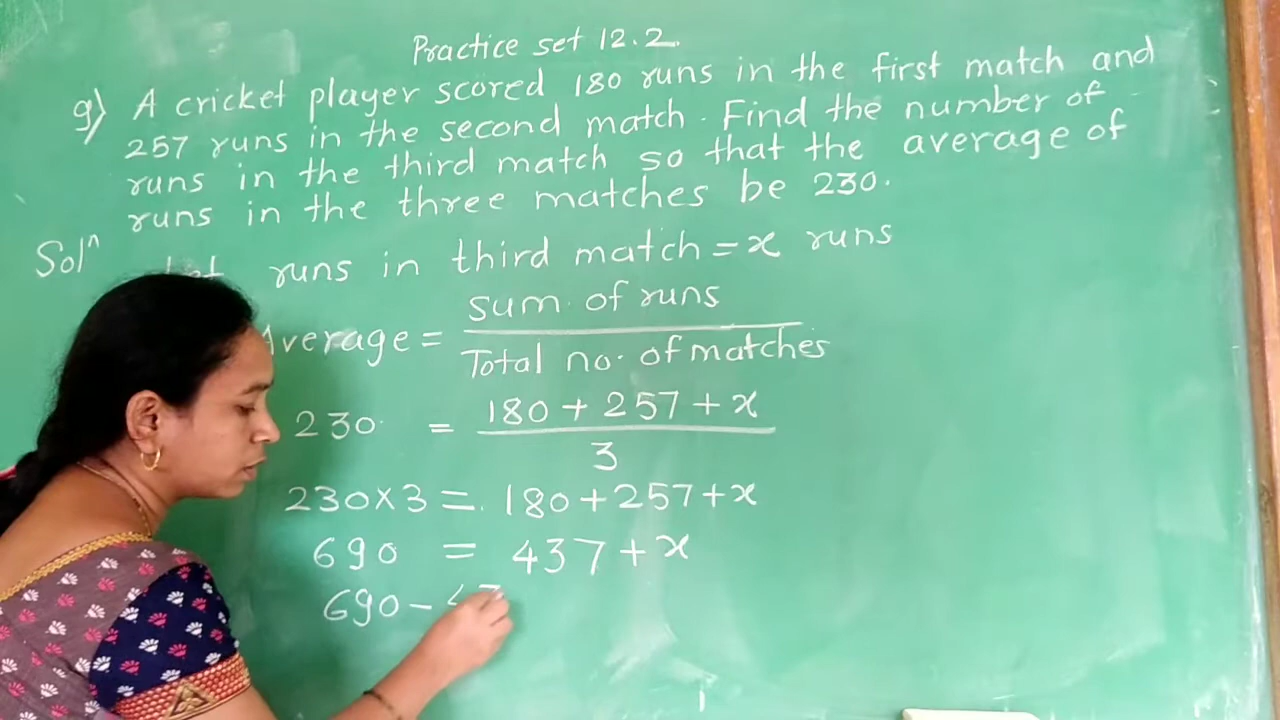 Practice set 12.2.
9) A cricket player scored 180 runs in the first match and
257 runs in the second match. Find the number of
runs in the third match so that the average of
runs in the three matches be 230.
Solⁿ Let runs in third match = x runs
Average = sum of runs / Total no. of matches
230 = 180 + 257 + x / 3
230 × 3 = 180 + 257 + x
690 = 437 + x
690 - 4